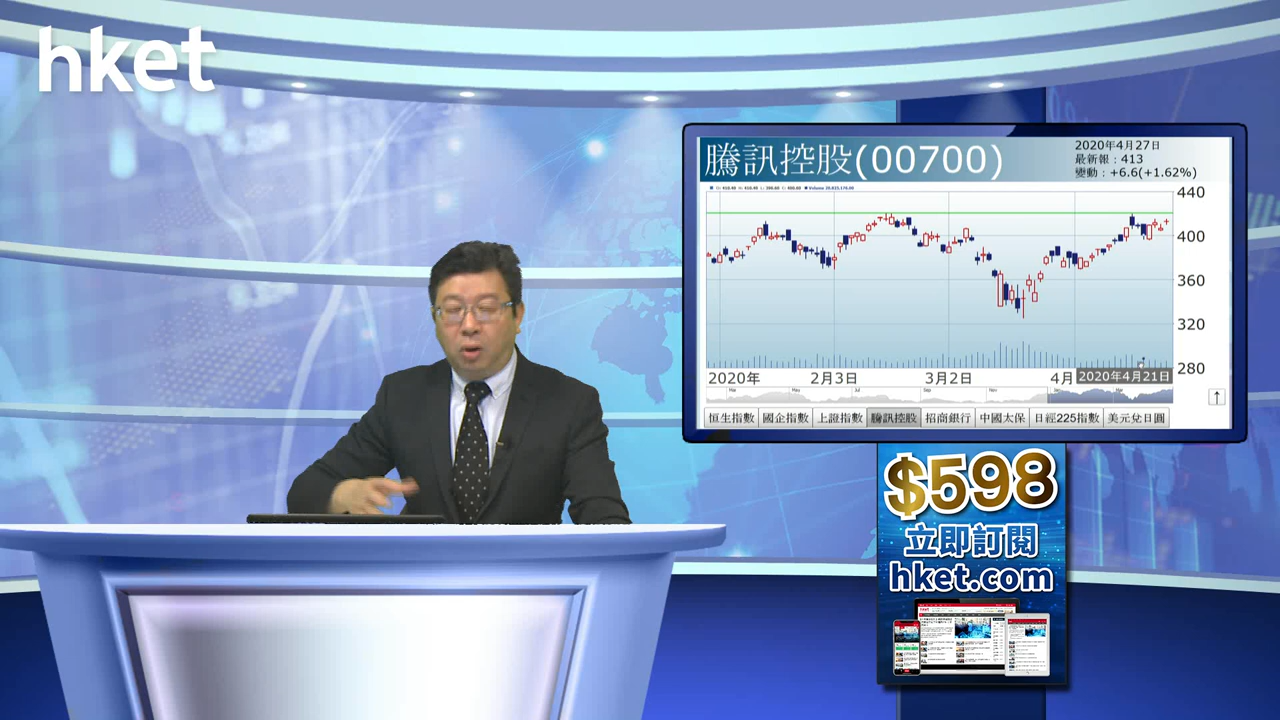 hket
騰訊控股(00700)
2020年4月27日
最新報：413
變動：+6.6(+1.62%)
440
400
360
320
280
2020年
2月3日
3月2日
4月
2020年4月21日
恒生指數
國企指數
上證指數
騰訊控股
招商銀行
中國太保
日經225指數
美元兌日圓
$598
立即訂閱
hket.com